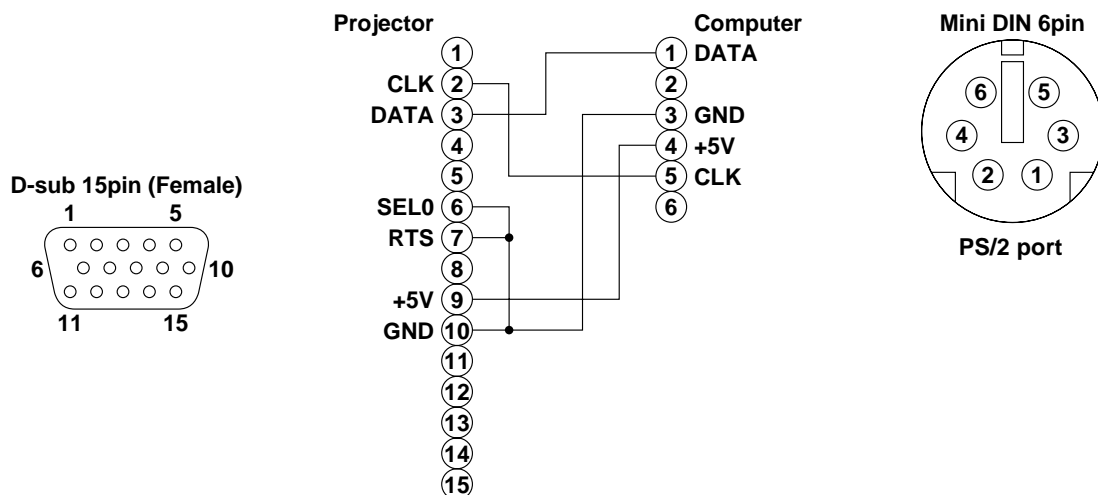 D-sub 15pin (Female)
1 5
6 10
11 15
Projector
1
CLK 2
DATA 3
4
5
SEL0 6
RTS 7
8
+5V 9
GND 10
11
12
13
14
15
Computer
1 DATA
2
3 GND
4 +5V
5 CLK
6
Mini DIN 6pin
6 5
4 3
2 1
PS/2 port